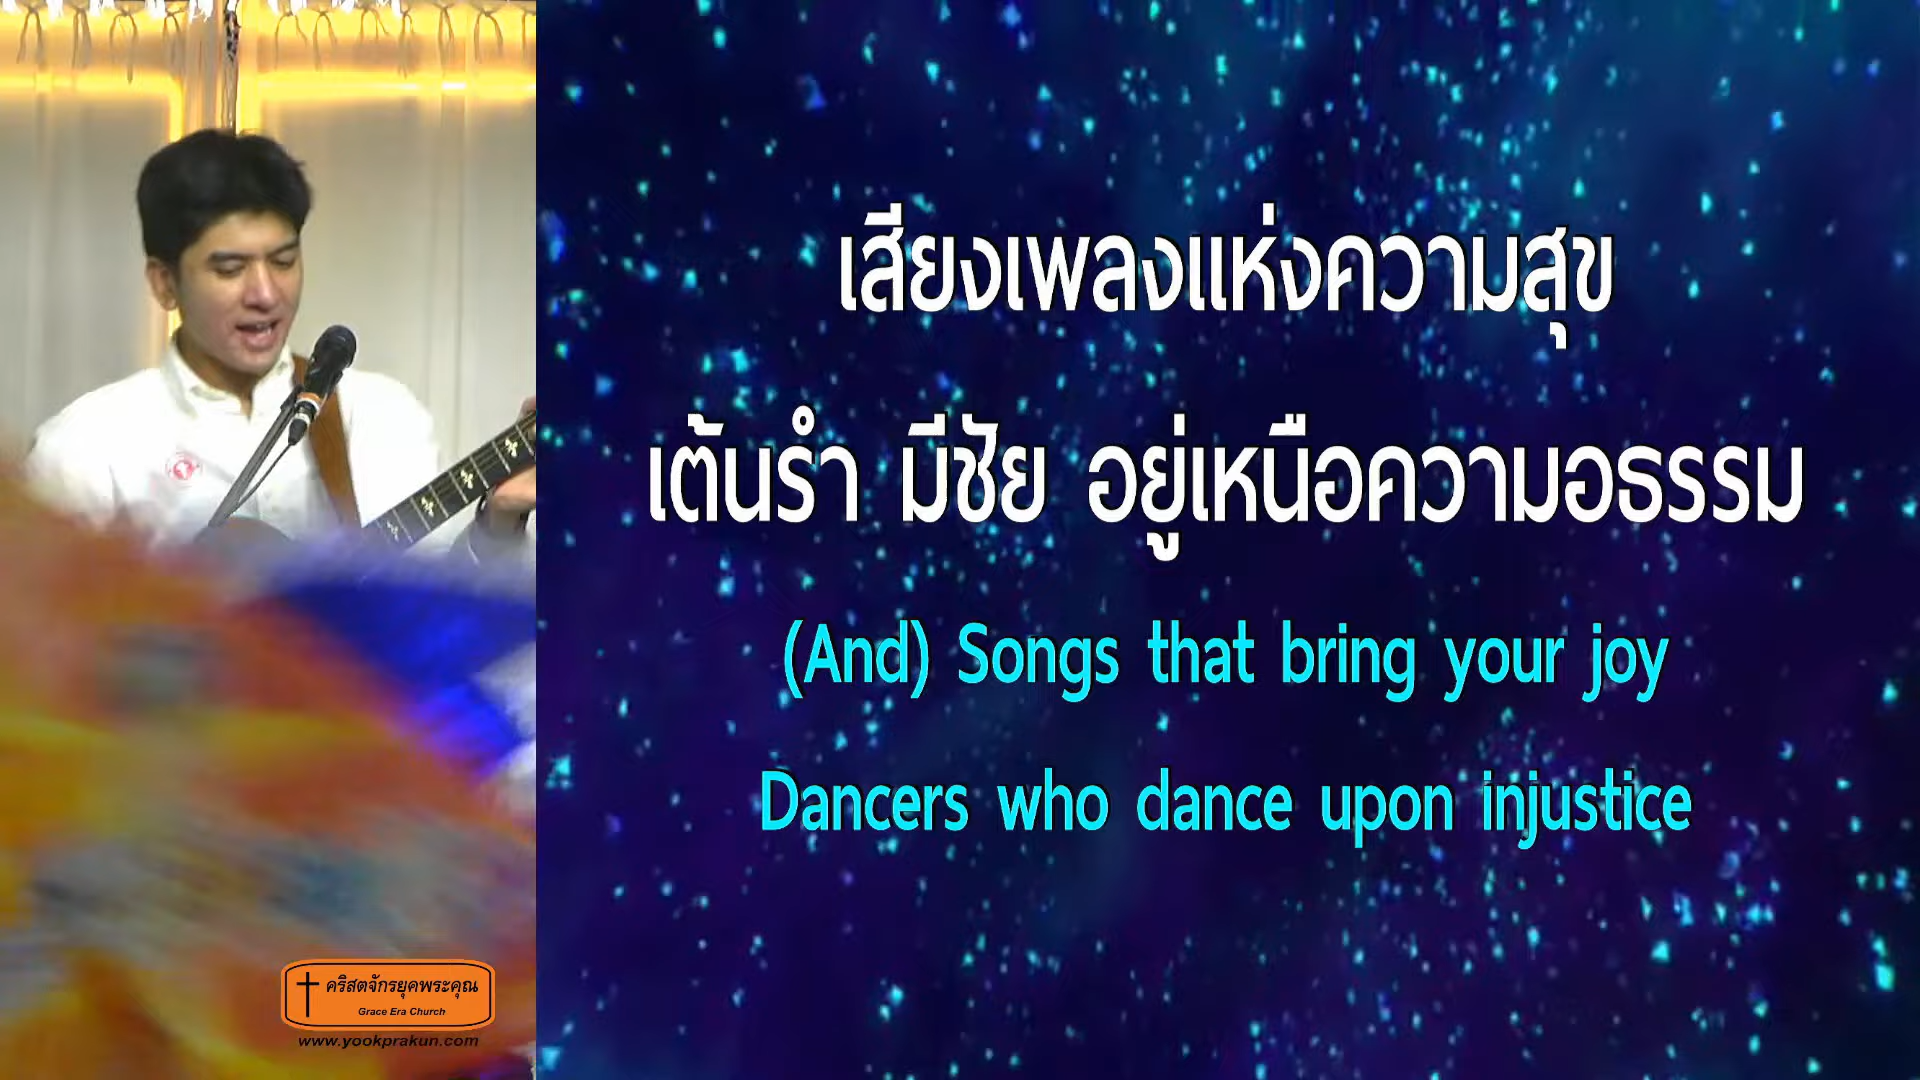 เสียงเพลงแห่งความสุข
เต้นรำ มีชัย อยู่เหนือความอธรรม
(And) Songs that bring your joy
Dancers who dance upon injustice
คริสตจักรยุคพระคุณ
Grace Era Church
www.yookprakun.com